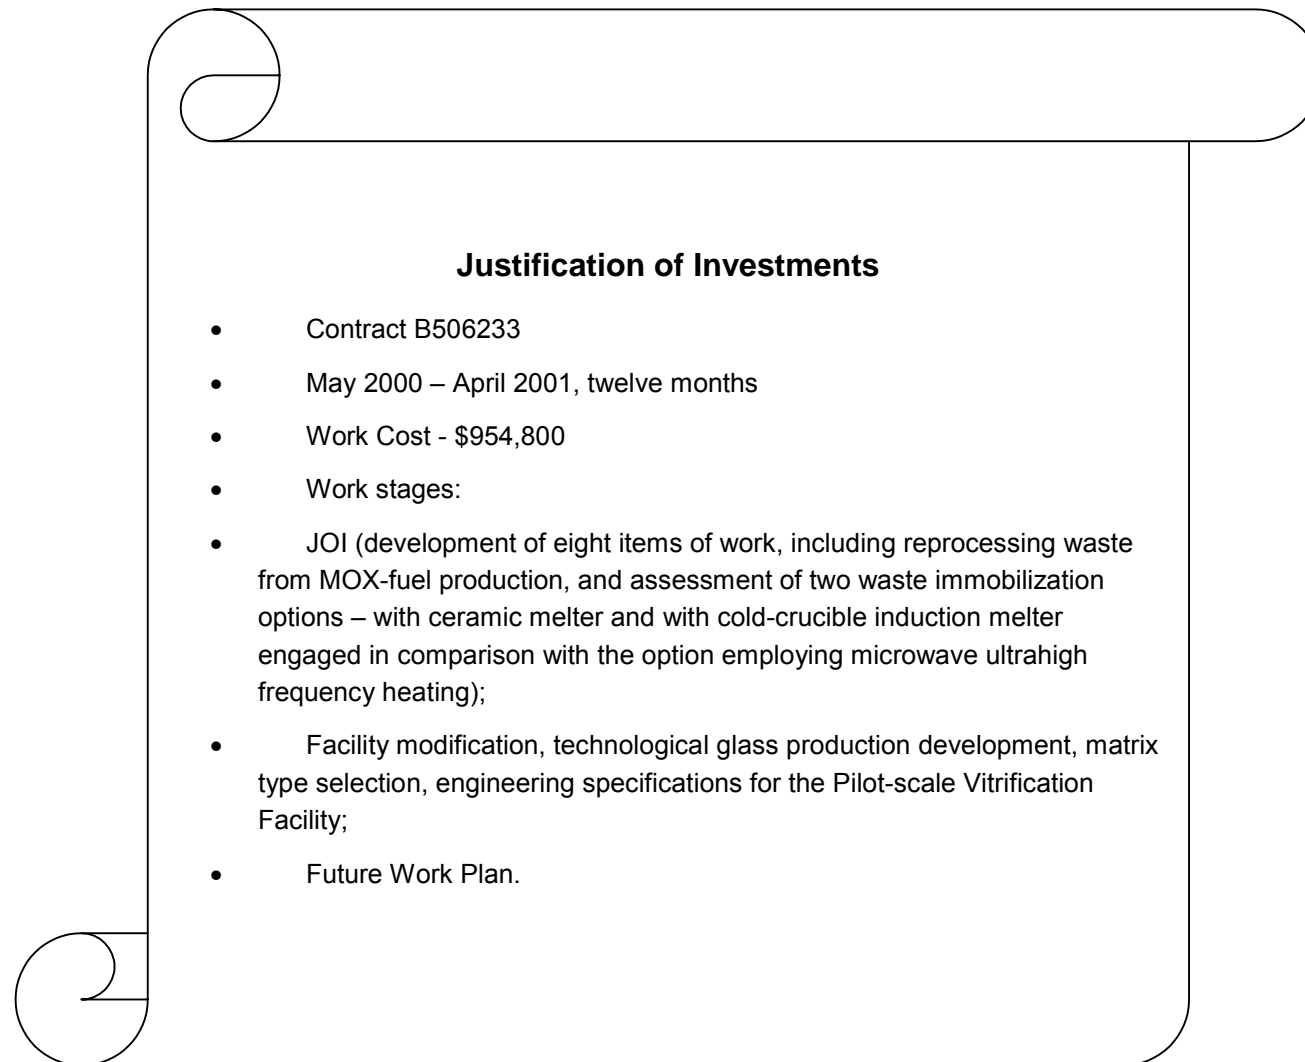 Justification of Investments
• Contract B506233
• May 2000 – April 2001, twelve months
• Work Cost - $954,800
• Work stages:
• JOI (development of eight items of work, including reprocessing waste
from MOX-fuel production, and assessment of two waste immobilization
options – with ceramic melter and with cold-crucible induction melter
engaged in comparison with the option employing microwave ultrahigh
frequency heating);
• Facility modification, technological glass production development, matrix
type selection, engineering specifications for the Pilot-scale Vitrification
Facility;
• Future Work Plan.